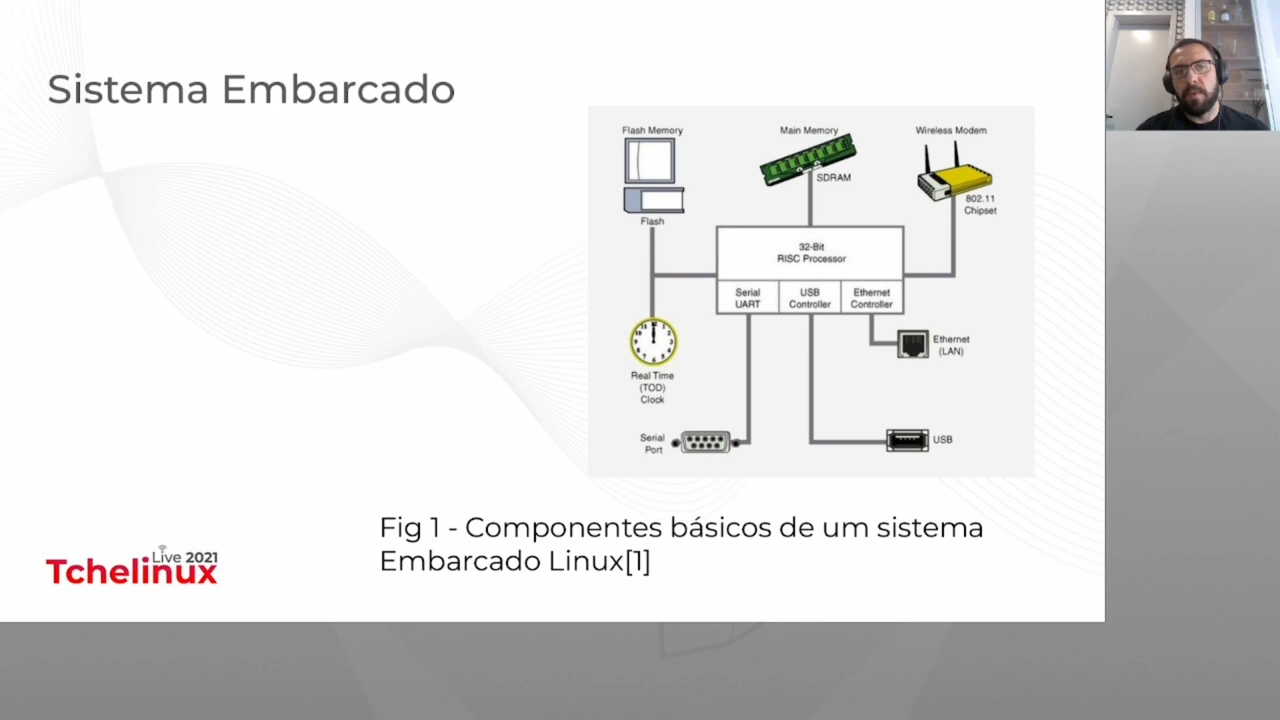 Sistema Embarcado
Flash Memory
Main Memory
Wireless Modem
SDRAM
802.11
Chipset
Flash
32-Bit
RISC Processor
Serial
UART
USB
Controller
Ethernet
Controller
Ethernet
(LAN)
Real Time
(TOD)
Clock
Serial
Port
USB
Fig 1 - Componentes básicos de um sistema
Embarcado Linux[1]
Live 2021
Tchelinux